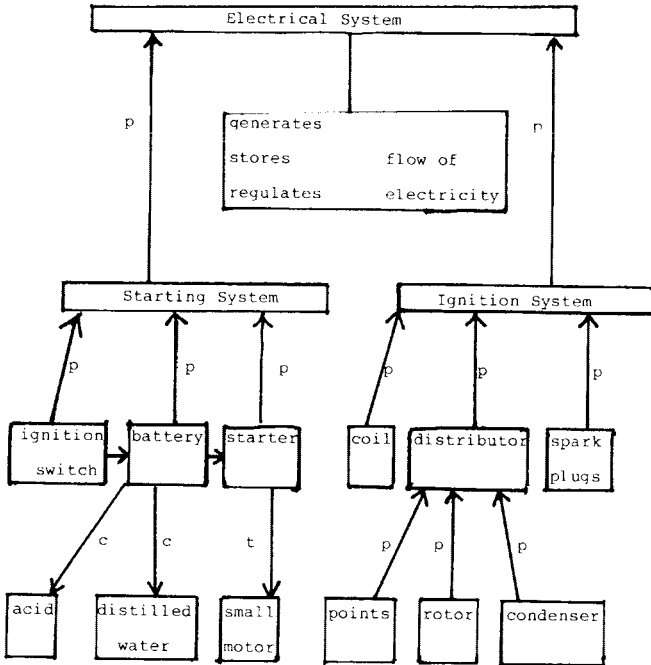 Electrical System
p
p
generates
stores flow of
regulates electricity
Starting System
Ignition System
p
p
p
p
p
p
ignition
switch
battery
starter
coil
distributor
spark
plugs
c
c
t
p
p
p
acid
distilled
water
small
motor
points
rotor
condenser